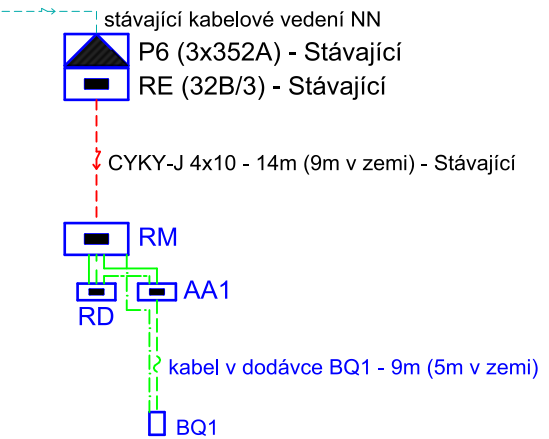 stávající kabelové vedení NN
P6 (3x352A) - Stávající
RE (32B/3) - Stávající
CYKY-J 4x10 - 14m (9m v zemi) - Stávající
RM
AA1
RD
kabel v dodávce BQ1 - 9m (5m v zemi)
BQ1